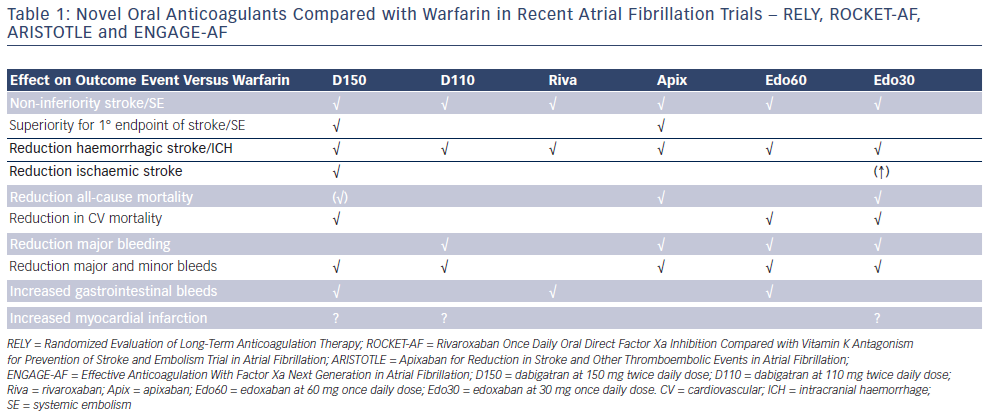 Table 1: Novel Oral Anticoagulants Compared with Warfarin in Recent Atrial Fibrillation Trials – RELY, ROCKET-AF,
ARISTOTLE and ENGAGE-AF
Effect on Outcome Event Versus Warfarin D150 D110 Riva Apix Edo60 Edo30
Non-inferiority stroke/SE √ √ √ √ √ √
Superiority for 1° endpoint of stroke/SE √ √
Reduction haemorrhagic stroke/ICH √ √ √ √ √ √
Reduction ischaemic stroke √ (↑)
Reduction all-cause mortality (√) √ √
Reduction in CV mortality √ √ √
Reduction major bleeding √ √ √ √
Reduction major and minor bleeds √ √ √ √ √
Increased gastrointestinal bleeds √ √ √
Increased myocardial infarction ? ? ?
RELY = Randomized Evaluation of Long-Term Anticoagulation Therapy; ROCKET-AF = Rivaroxaban Once Daily Oral Direct Factor Xa Inhibition Compared with Vitamin K Antagonism
for Prevention of Stroke and Embolism Trial in Atrial Fibrillation; ARISTOTLE = Apixaban for Reduction in Stroke and Other Thromboembolic Events in Atrial Fibrillation;
ENGAGE-AF = Effective Anticoagulation With Factor Xa Next Generation in Atrial Fibrillation; D150 = dabigatran at 150 mg twice daily dose; D110 = dabigatran at 110 mg twice daily dose;
Riva = rivaroxaban; Apix = apixaban; Edo60 = edoxaban at 60 mg once daily dose; Edo30 = edoxaban at 30 mg once daily dose. CV = cardiovascular; ICH = intracranial haemorrhage;
SE = systemic embolism